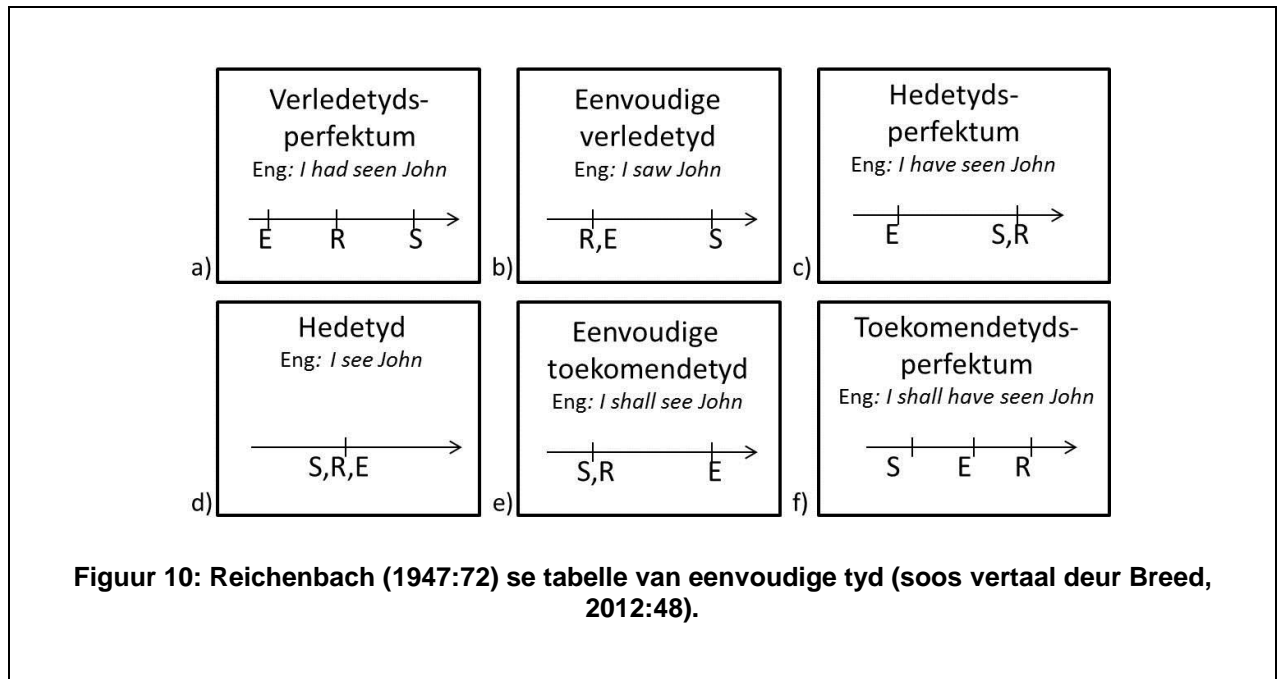 Verledetyds-
perfektum
Eng: I had seen John
E R S
a)
Eenvoudige
verledetyd
Eng: I saw John
R,E S
b)
Hedetyds-
perfektum
Eng: I have seen John
E S,R
c)
Hedetyd
Eng: I see John
S,R,E
d)
Eenvoudige
toekomendetyd
Eng: I shall see John
S,R E
e)
Toekomendetyds-
perfektum
Eng: I shall have seen John
S E R
f)
Figuur 10: Reichenbach (1947:72) se tabelle van eenvoudige tyd (soos vertaal deur Breed,
2012:48).